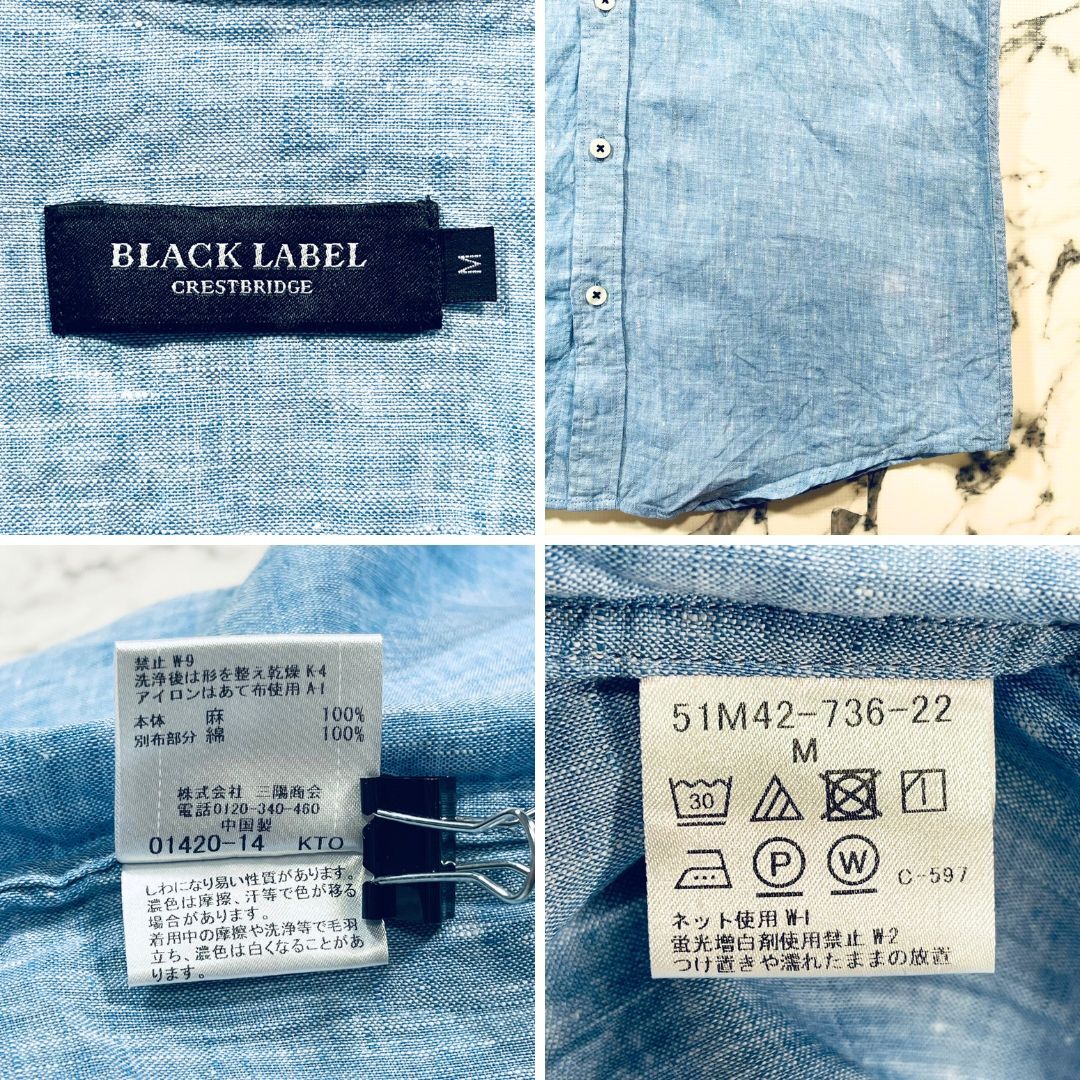 BLACK LABEL
CRESTBRIDGE
M
禁止 W-9
洗浄後は形を整え乾燥 K-4
アイロンはあて布使用 A-1
本体 麻 100%
別布部分 綿 100%
株式会社 三陽商会
電話0120-340-460
中国製
01420-14 KTO
しわになり易い性質があります。
濃色は摩擦、汗等で色が移る
場合があります。
着用中の摩擦や洗浄等で毛羽
立ち、濃色は白くなることがあ
ります。
51M42-736-22
M
30
1
P W C-597
ネット使用 W-1
蛍光増白剤使用禁止 W-2
つけ置きや濡れたままの放置